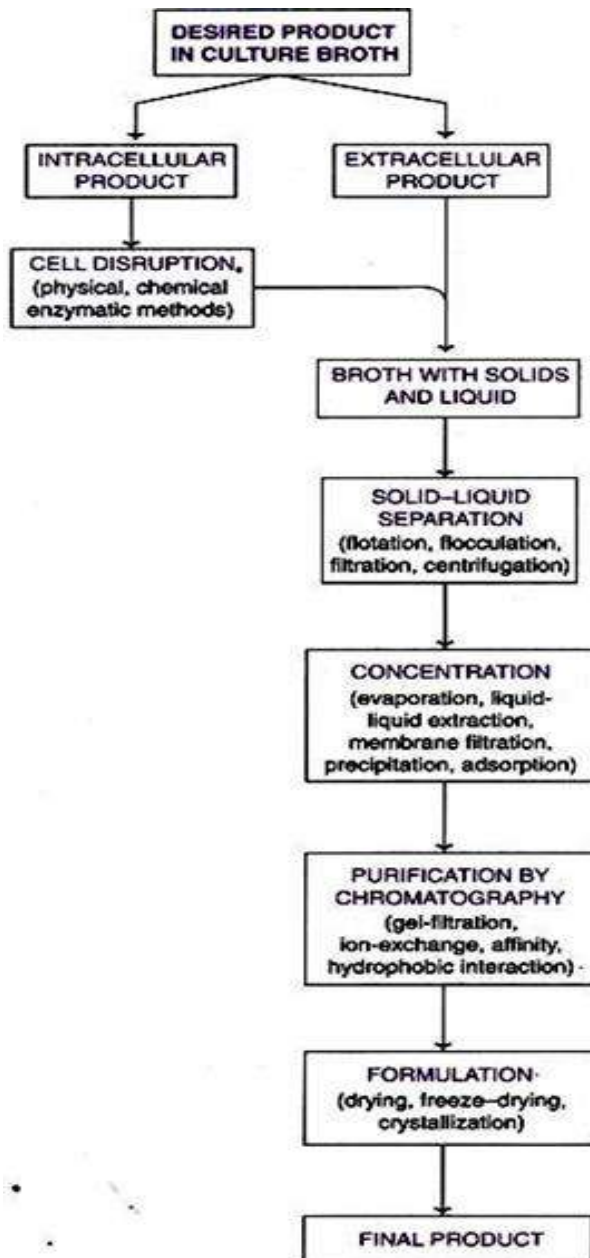 DESIRED PRODUCT
IN CULTURE BROTH
INTRACELLULAR
PRODUCT
EXTRACELLULAR
PRODUCT
CELL DISRUPTION
(physical, chemical
enzymatic methods)
BROTH WITH SOLIDS
AND LIQUID
SOLID–LIQUID
SEPARATION
(flotation, flocculation,
filtration, centrifugation)
CONCENTRATION
(evaporation, liquid-
liquid extraction,
membrane filtration,
precipitation, adsorption)
PURIFICATION BY
CHROMATOGRAPHY
(gel-filtration,
ion-exchange, affinity,
hydrophobic interaction)
FORMULATION
(drying, freeze–drying,
crystallization)
FINAL PRODUCT